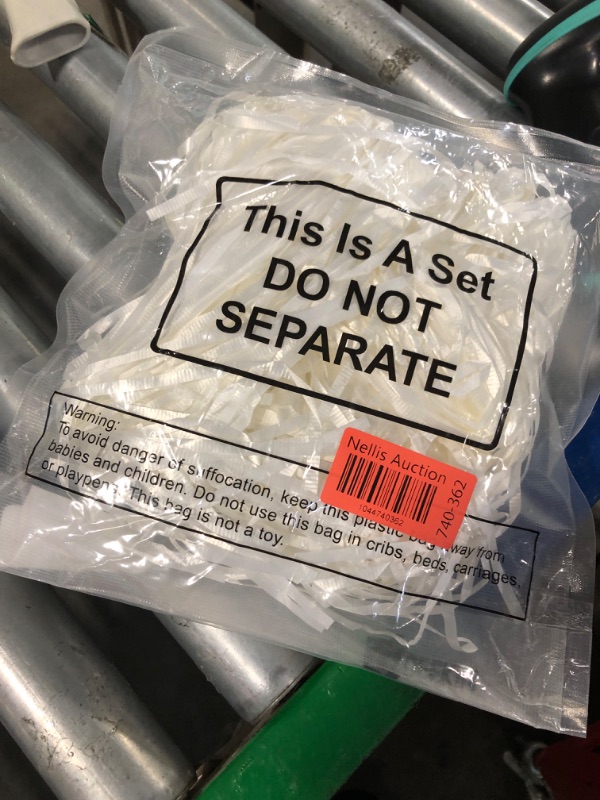 This Is A Set
DO NOT
SEPARATE
Warning:
To avoid danger of suffocation, keep this plastic bag away from
babies and children. Do not use this bag in cribs, beds, carriages,
or playpens. This bag is not a toy.
Nellis Auction
1044740362
740-362